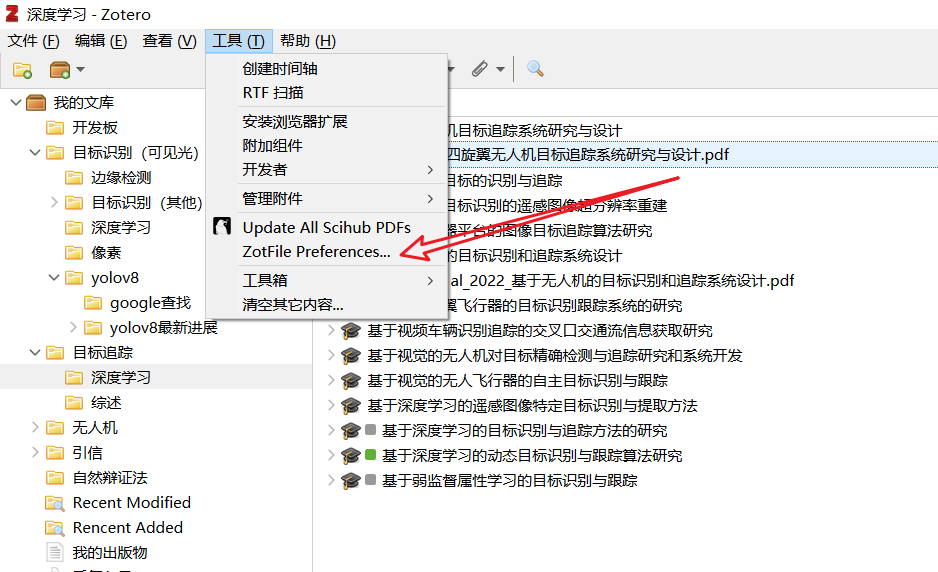 深度学习 - Zotero
文件 (F) 编辑 (E) 查看 (V) 工具 (T) 帮助 (H)
创建时间轴
RTF 扫描
安装浏览器扩展
附加组件
开发者
管理附件
Update All Scihub PDFs
ZotFile Preferences...
工具箱
清空其它内容...
我的文库
开发板
目标识别（可见光）
边缘检测
目标识别（其他）
深度学习
像素
yolov8
google查找
yolov8最新进展
目标追踪
深度学习
综述
无人机
引信
自然辩证法
Recent Modified
Rencent Added
我的出版物
机目标追踪系统研究与设计
四旋翼无人机目标追踪系统研究与设计.pdf
目标的识别与追踪
目标识别的遥感图像超分辨率重建
器平台的图像目标追踪算法研究
的目标识别和追踪系统设计
al_2022_基于无人机的目标识别和追踪系统设计.pdf
翼飞行器的目标识别跟踪系统的研究
基于视频车辆识别追踪的交叉口交通流信息获取研究
基于视觉的无人机对目标精确检测与追踪研究和系统开发
基于视觉的无人飞行器的自主目标识别与跟踪
基于深度学习的遥感图像特定目标识别与提取方法
基于深度学习的目标识别与追踪方法的研究
基于深度学习的动态目标识别与跟踪算法研究
基于弱监督属性学习的目标识别与跟踪